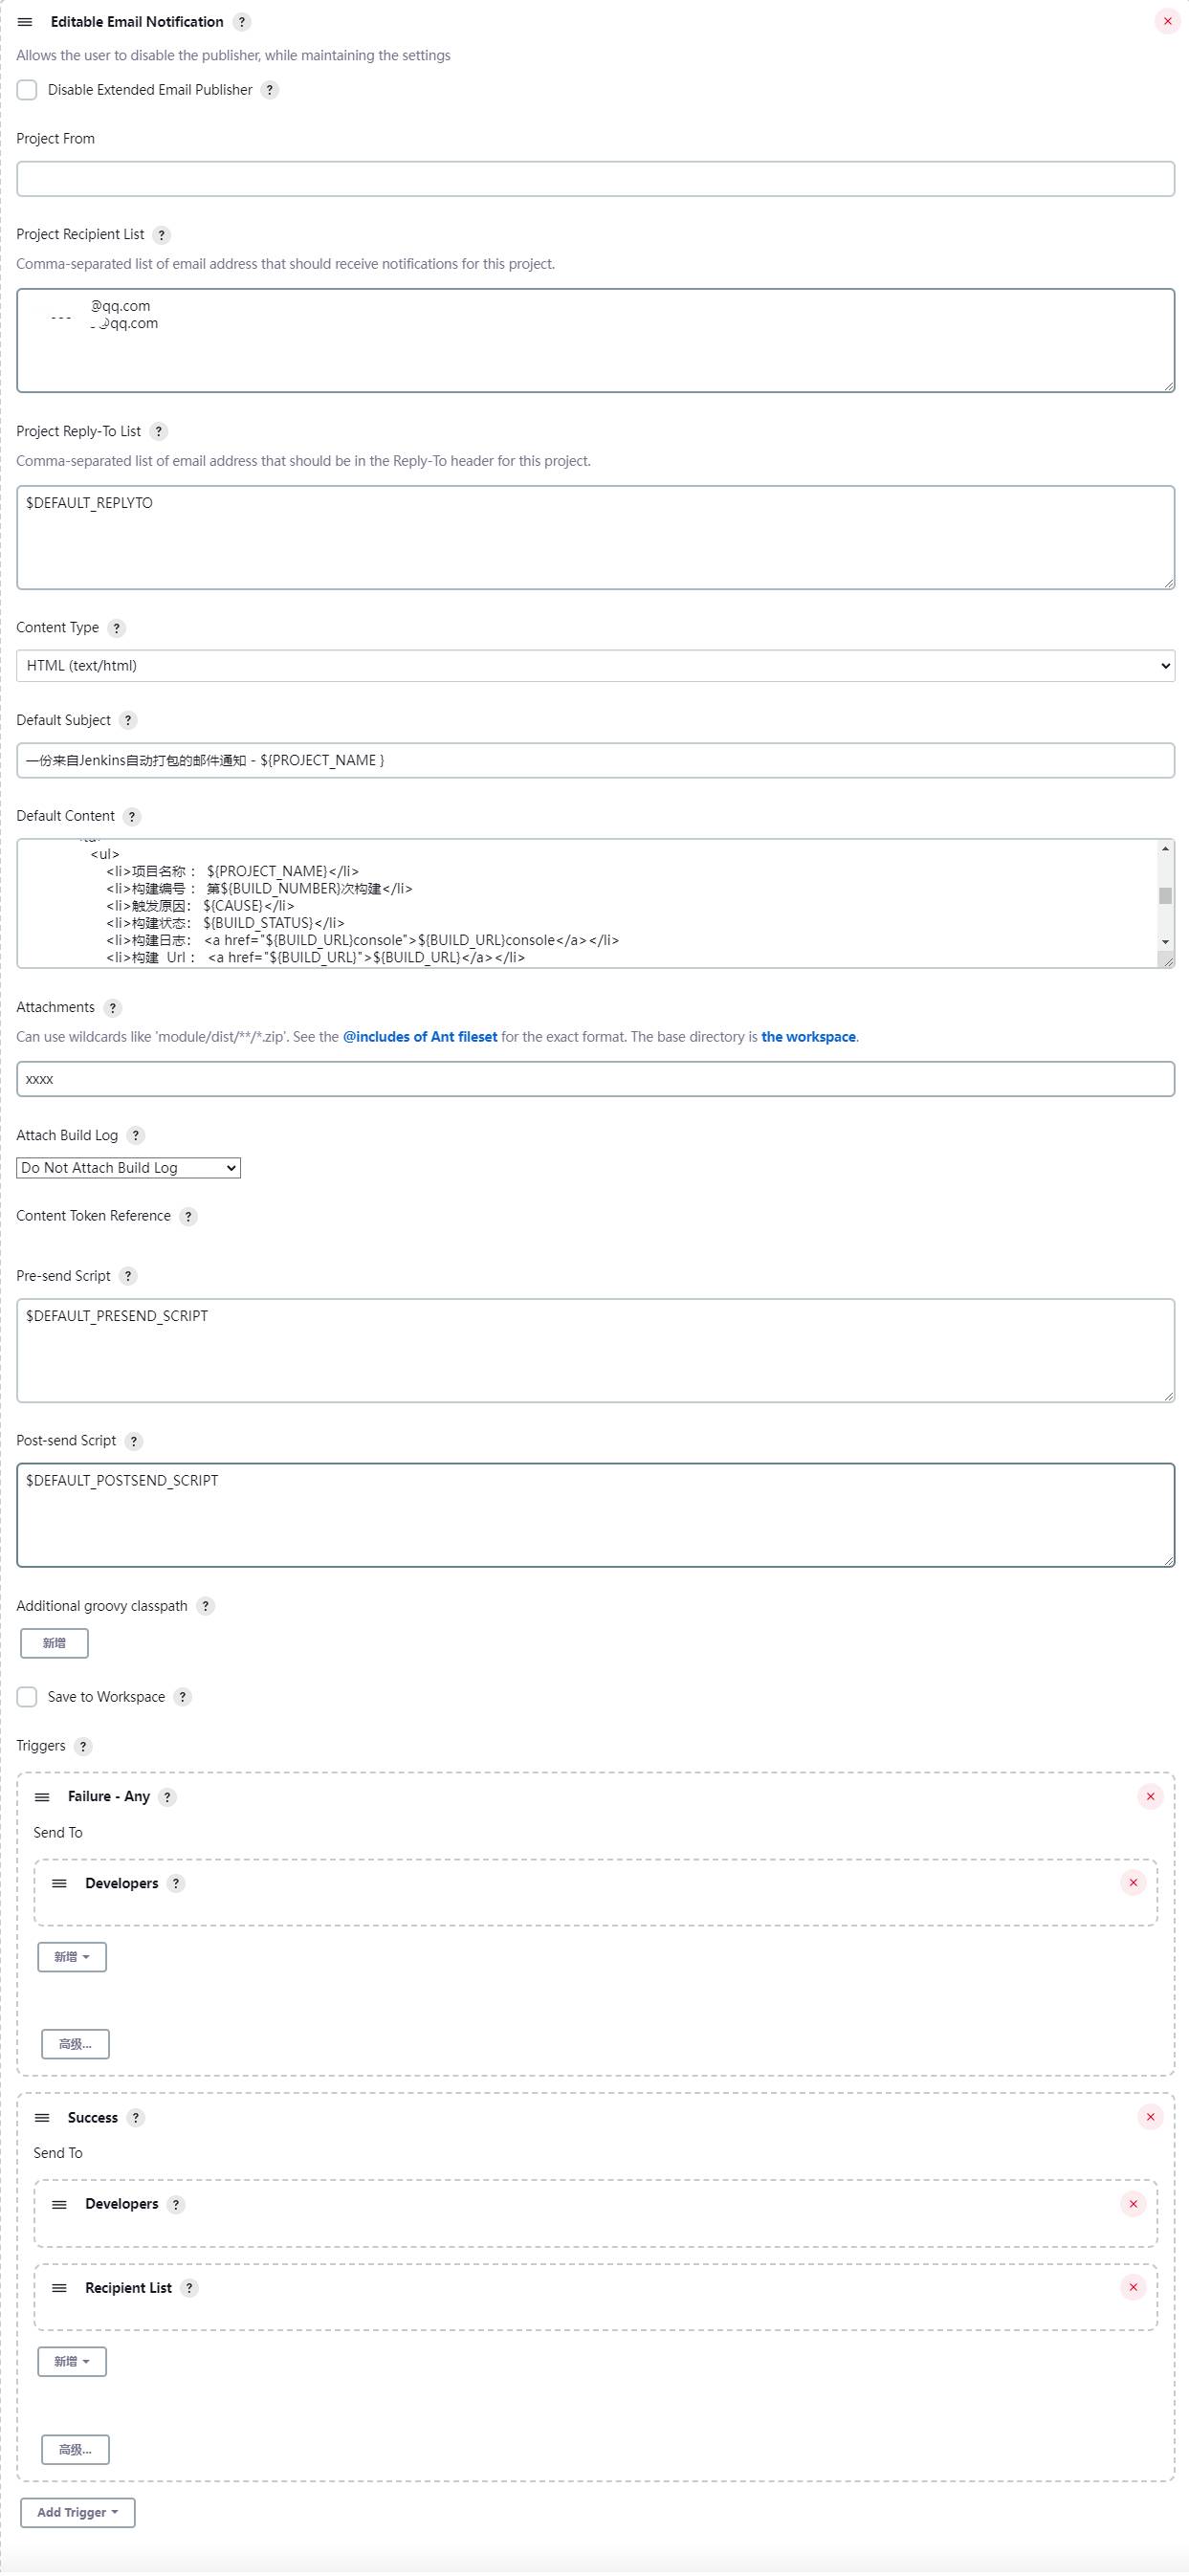 Editable Email Notification ?
Allows the user to disable the publisher, while maintaining the settings
Disable Extended Email Publisher ?
Project From
Project Recipient List ?
Comma-separated list of email address that should receive notifications for this project.
@qq.com
@qq.com
Project Reply-To List ?
Comma-separated list of email address that should be in the Reply-To header for this project.
$DEFAULT_REPLYTO
Content Type ?
HTML (text/html)
Default Subject ?
一份来自Jenkins自动打包的邮件通知 - ${PROJECT_NAME }
Default Content ?
<ul>
<li>项目名称 ： ${PROJECT_NAME}</li>
<li>构建编号 ： 第${BUILD_NUMBER}次构建</li>
<li>触发原因： ${CAUSE}</li>
<li>构建状态： ${BUILD_STATUS}</li>
<li>构建日志： <a href="${BUILD_URL}console">${BUILD_URL}console</a></li>
<li>构建  Url ： <a href="${BUILD_URL}">${BUILD_URL}</a></li>
Attachments ?
Can use wildcards like 'module/dist/**/*.zip'. See the @includes of Ant fileset for the exact format. The base directory is the workspace.
xxxx
Attach Build Log ?
Do Not Attach Build Log
Content Token Reference ?
Pre-send Script ?
$DEFAULT_PRESEND_SCRIPT
Post-send Script ?
$DEFAULT_POSTSEND_SCRIPT
Additional groovy classpath ?
新增
Save to Workspace ?
Triggers ?
Failure - Any ?
Send To
Developers ?
新增
高级...
Success ?
Send To
Developers ?
Recipient List ?
新增
高级...
Add Trigger